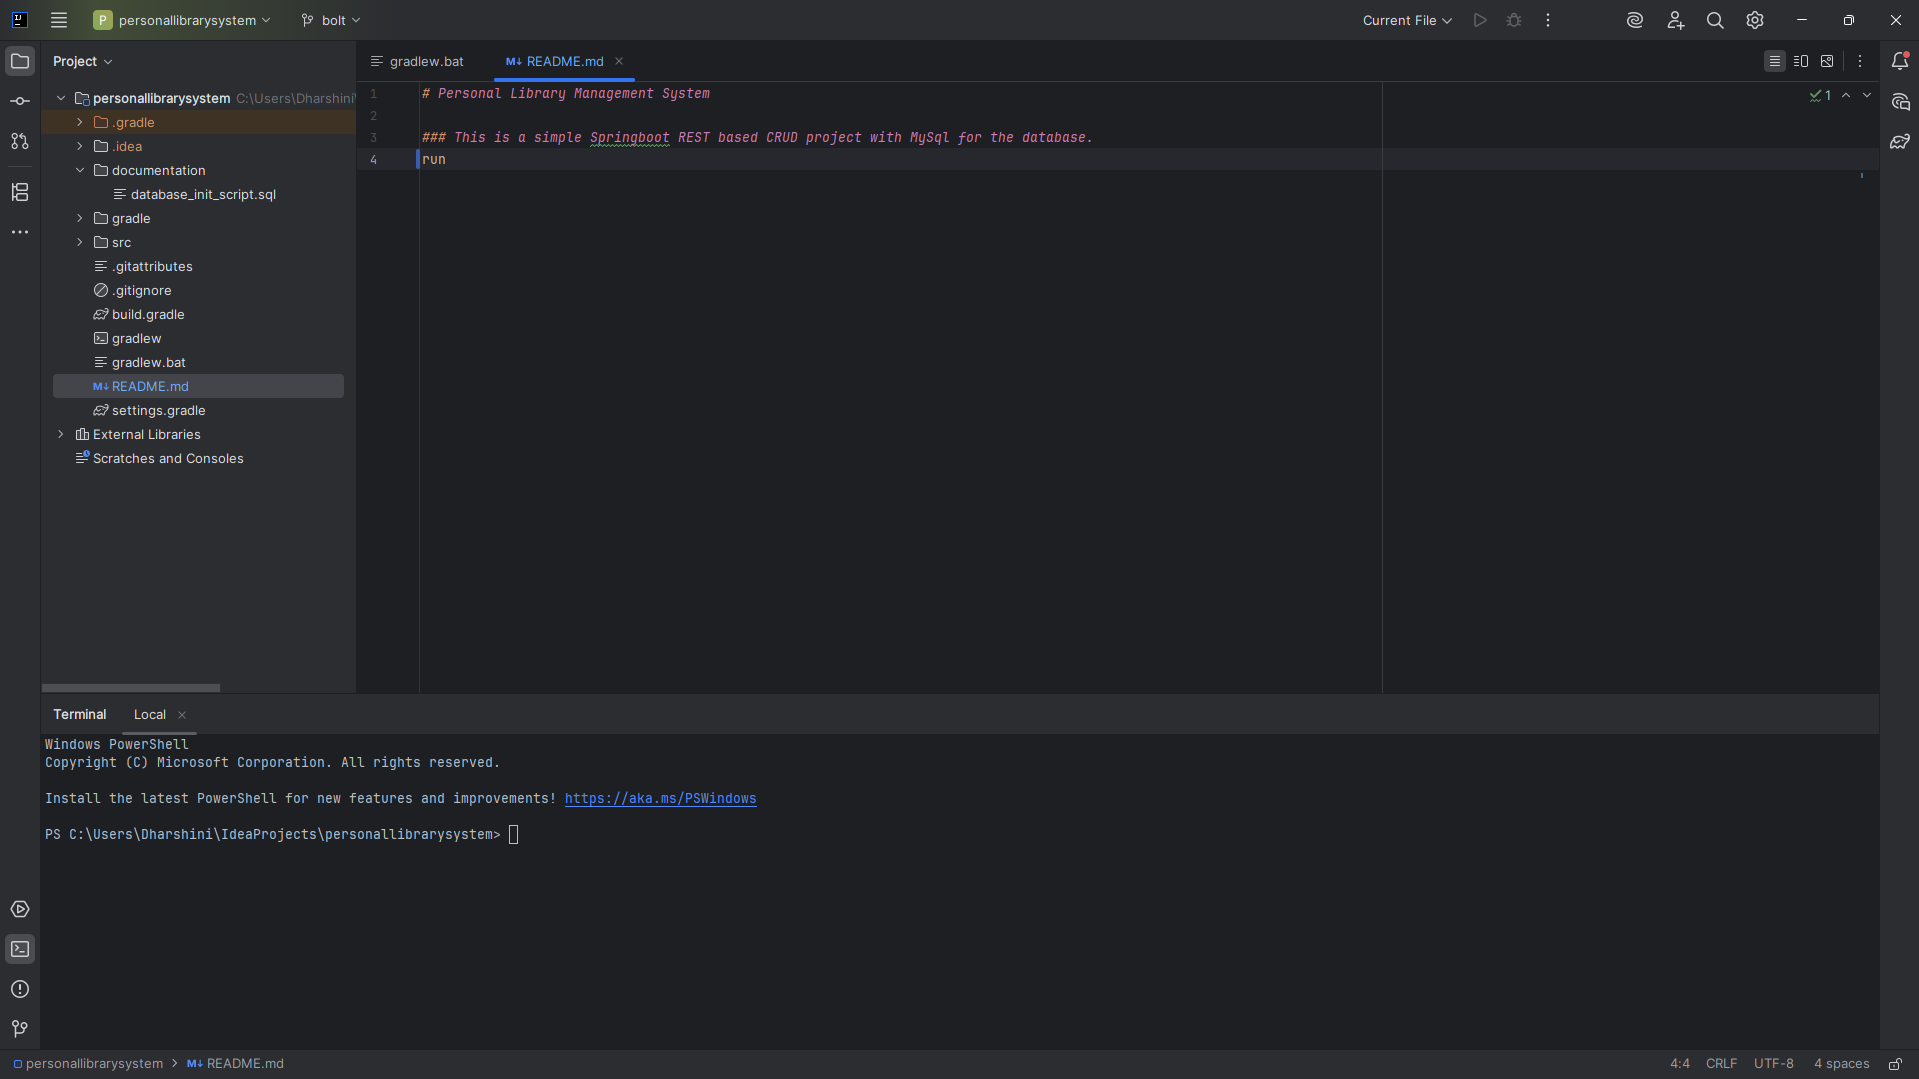 P personallibrarysystem bolt Current File
Project
gradlew.bat M↓ README.md
personallibrarysystem C:\Users\Dharshini\
.gradle
.idea
documentation
database_init_script.sql
gradle
src
.gitattributes
.gitignore
build.gradle
gradlew
gradlew.bat
M↓ README.md
settings.gradle
External Libraries
Scratches and Consoles
1 # Personal Library Management System
2
3 ### This is a simple Springboot REST based CRUD project with MySql for the database.
4 run
1
Terminal Local
Windows PowerShell
Copyright (C) Microsoft Corporation. All rights reserved.
Install the latest PowerShell for new features and improvements! https://aka.ms/PSWindows
PS C:\Users\Dharshini\IdeaProjects\personallibrarysystem>
personallibrarysystem > M↓ README.md 4:4 CRLF UTF-8 4 spaces